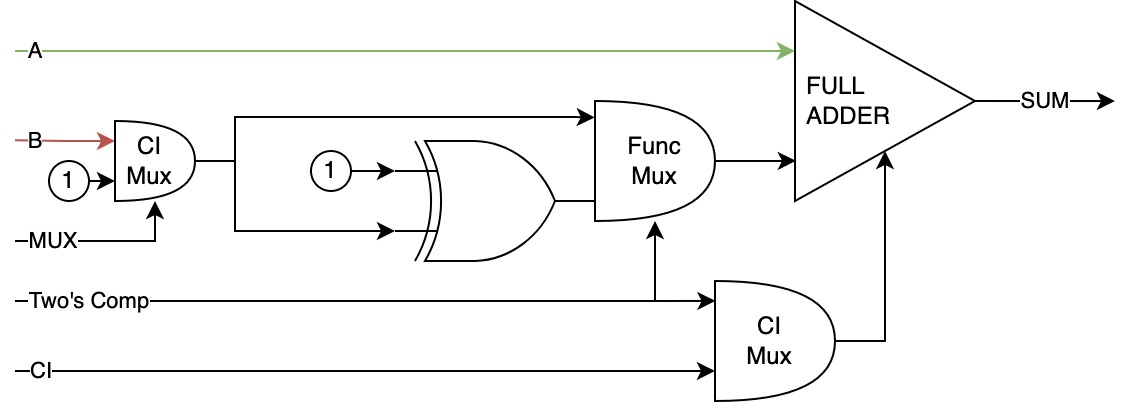 A
B
1
CI
Mux
MUX
1
Func
Mux
FULL
ADDER
SUM
Two's Comp
CI
CI
Mux